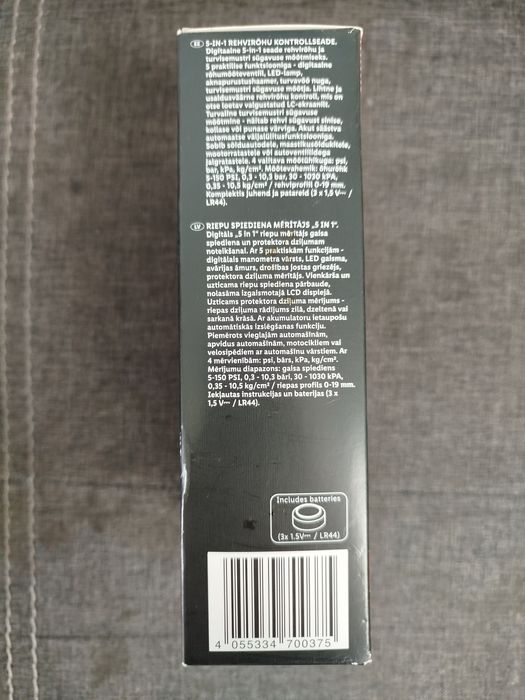 EE 5-IN-1 REHVIRÕHU KONTROLLSEADE.
Digitaalne 5-in-1 seade rehvirõhu ja
turvisemustri sügavuse mõõtmiseks.
5 praktilise funktsiooniga - digitaalne
rõhumõõteventiil, LED-lamp,
aknapurustushaamer, turvavöö nuga,
turvisemustri sügavuse mõõtja. Lihtne ja
usaldusväärne rehvirõhu kontroll, mis on
otse loetav valgustatud LC-ekraanilt.
Turvaline turvisemustri sügavuse
mõõtmine - näitab rehvi sügavust sinise,
kollase või punase värviga. Akut säästva
automaatse väljalülitusfunktsiooniga.
Sobib sõiduautodele, maastikusõidukitele,
mootorratastele või autoventiilidega
jalgratastele. 4 valitava mõõtühikuga: psi,
bar, kPa, kg/cm² / Mõõtevahemik: õhurõhk
5-150 PSI, 0,3 - 10,3 bar, 30 - 1030 kPA,
0,35 - 10,5 kg/cm² / rehviprofiil 0-19 mm.
Komplektis juhend ja patareid (3 x 1,5 V⎓ /
LR44).
LV RIEPU SPIEDIENA MĒRĪTĀJS „5 IN 1".
Digitāls „5 in 1" riepu mērītājs gaisa
spiediena un protektora dziļumam
noteikšanai. Ar 5 praktiskām funkcijām -
digitālais manometra vārsts, LED gaisma,
avārijas āmurs, drošības jostas griezējs,
protektora dziļuma mērītājs. Vienkārša un
uzticama riepu spiediena pārbaude,
nolasāma izgaismotajā LCD displejā.
Uzticams protektora dziļuma mērījums -
riepas dziļuma rādījums zilā, dzeltenā vai
sarkanā krāsā. Ar akumulatoru ietaupošu
automātiskās izslēgšanas funkciju.
Piemērots vieglajām automašīnām,
apvidus automašīnām, motocikliem vai
velosipēdiem ar automašīnu vārstiem. Ar
4 mērvienībām: psi, bārs, kPa, kg/cm².
Mērījumu diapazons: gaisa spiediens
5-150 PSI, 0,3 - 10,3 bāri, 30 - 1030 kPA,
0,35 - 10,5 kg/cm² / riepas profils 0-19 mm.
Iekļautas instrukcijas un baterijas (3 x
1,5 V⎓ / LR44).
Includes batteries
(3x 1.5V⎓ / LR44)
4 055334 700375